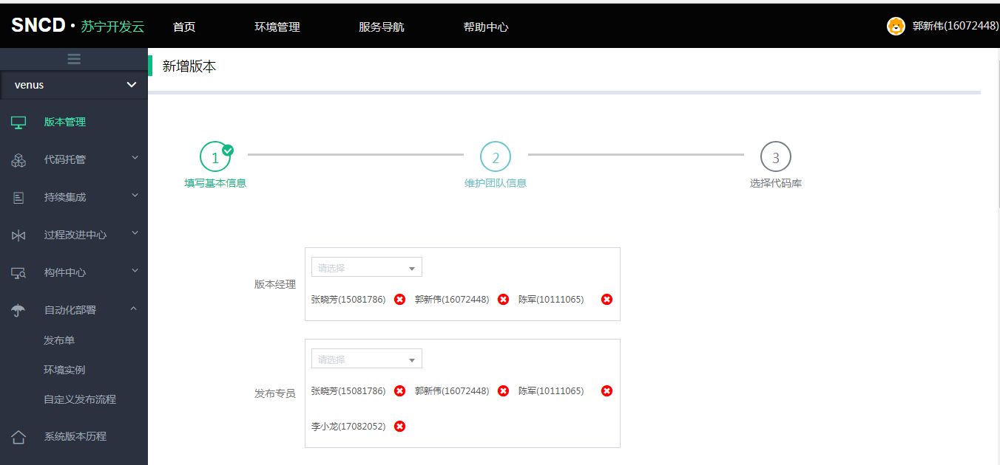 SNCD · 苏宁开发云 首页 环境管理 服务导航 帮助中心 郭新伟(16072448)
venus
版本管理
代码托管
持续集成
过程改进中心
构件中心
自动化部署
发布单
环境实例
自定义发布流程
系统版本历程
新增版本
1 2 3
填写基本信息 维护团队信息 选择代码库
版本经理
请选择
张晓芳(15081786) 郭新伟(16072448) 陈军(10111065)
发布专员
请选择
张晓芳(15081786) 郭新伟(16072448) 陈军(10111065)
李小龙(17082052)